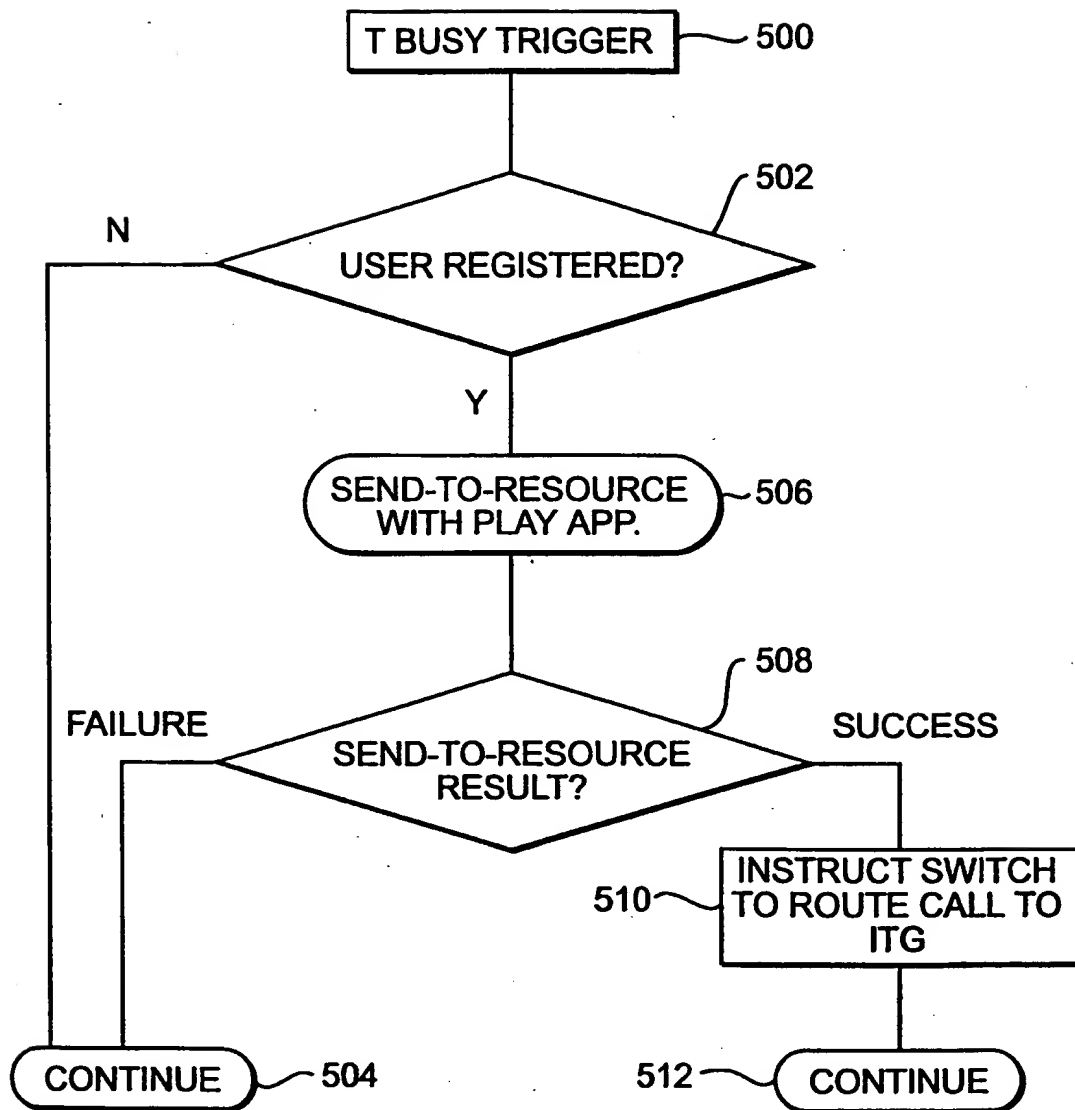 T BUSY TRIGGER
500
502
N
USER REGISTERED?
Y
SEND-TO-RESOURCE
WITH PLAY APP.
506
508
FAILURE
SUCCESS
SEND-TO-RESOURCE
RESULT?
510
INSTRUCT SWITCH
TO ROUTE CALL TO
ITG
CONTINUE
504
512
CONTINUE